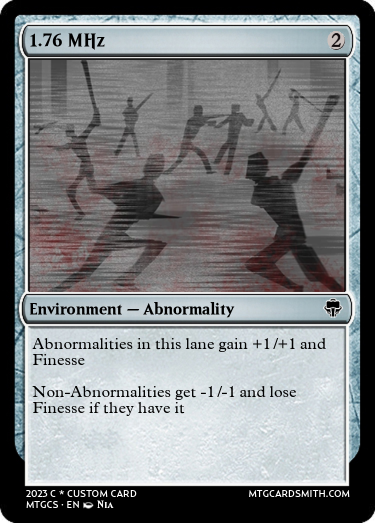 1.76 MHz
2
Environment — Abnormality
Abnormalities in this lane gain +1/+1 and
Finesse
Non-Abnormalities get -1/-1 and lose
Finesse if they have it
2023 C * CUSTOM CARD
MTGCARDSMITH.COM
MTGCS · EN Nia